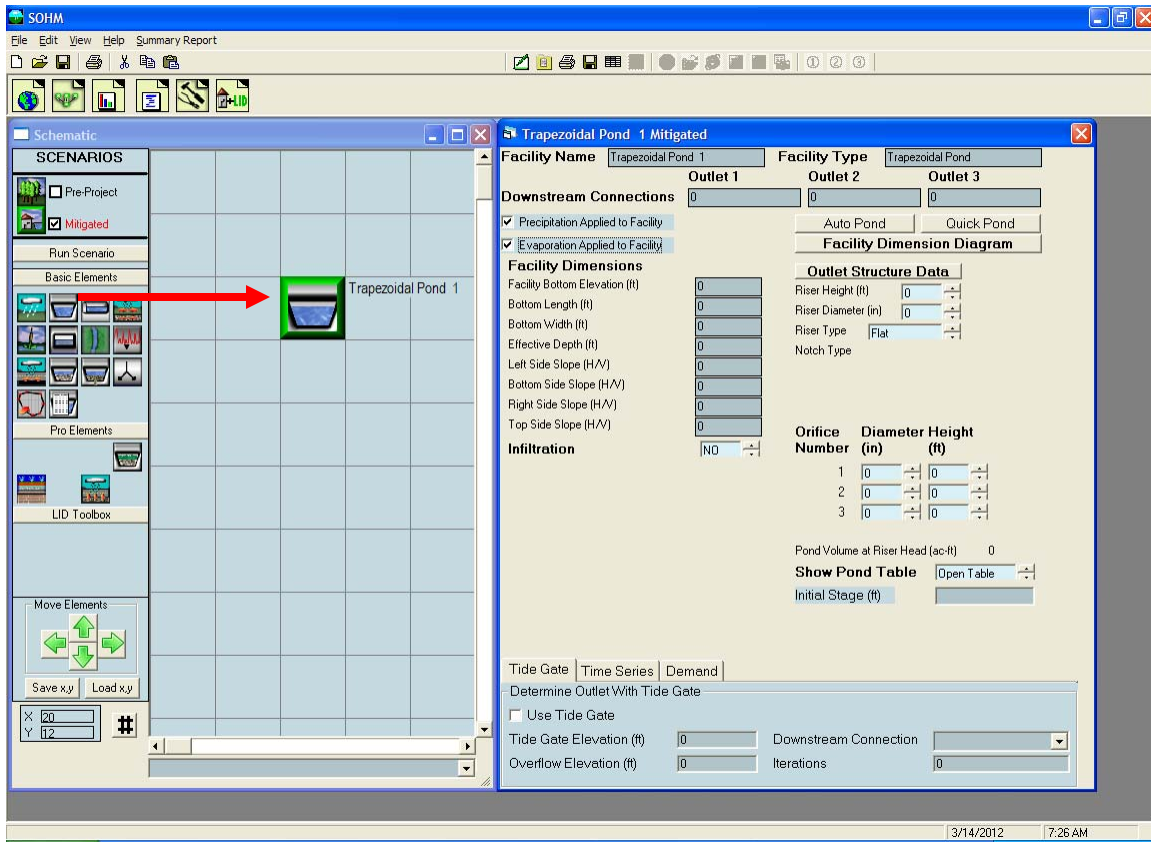 SOHM
File Edit View Help Summary Report
+LID
Schematic
SCENARIOS
Pre-Project
Mitigated
Run Scenario
Basic Elements
Pro Elements
LID Toolbox
Move Elements
Save x,y Load x,y
X 20
Y 12
#
Trapezoidal Pond 1
Trapezoidal Pond 1 Mitigated
Facility Name Trapezoidal Pond 1 Facility Type Trapezoidal Pond
Outlet 1 Outlet 2 Outlet 3
Downstream Connections 0 0 0
Precipitation Applied to Facility Auto Pond Quick Pond
Evaporation Applied to Facility Facility Dimension Diagram
Facility Dimensions
Facility Bottom Elevation (ft) 0
Bottom Length (ft) 0
Bottom Width (ft) 0
Effective Depth (ft) 0
Left Side Slope (H/V) 0
Bottom Side Slope (H/V) 0
Right Side Slope (H/V) 0
Top Side Slope (H/V) 0
Infiltration NO
Outlet Structure Data
Riser Height (ft) 0
Riser Diameter (in) 0
Riser Type Flat
Notch Type
Orifice Diameter Height
Number (in) (ft)
1 0 0
2 0 0
3 0 0
Pond Volume at Riser Head (ac-ft) 0
Show Pond Table Open Table
Initial Stage (ft)
Tide Gate Time Series Demand
Determine Outlet With Tide Gate
Use Tide Gate
Tide Gate Elevation (ft) 0 Downstream Connection
Overflow Elevation (ft) 0 Iterations 0
3/14/2012 7:26 AM